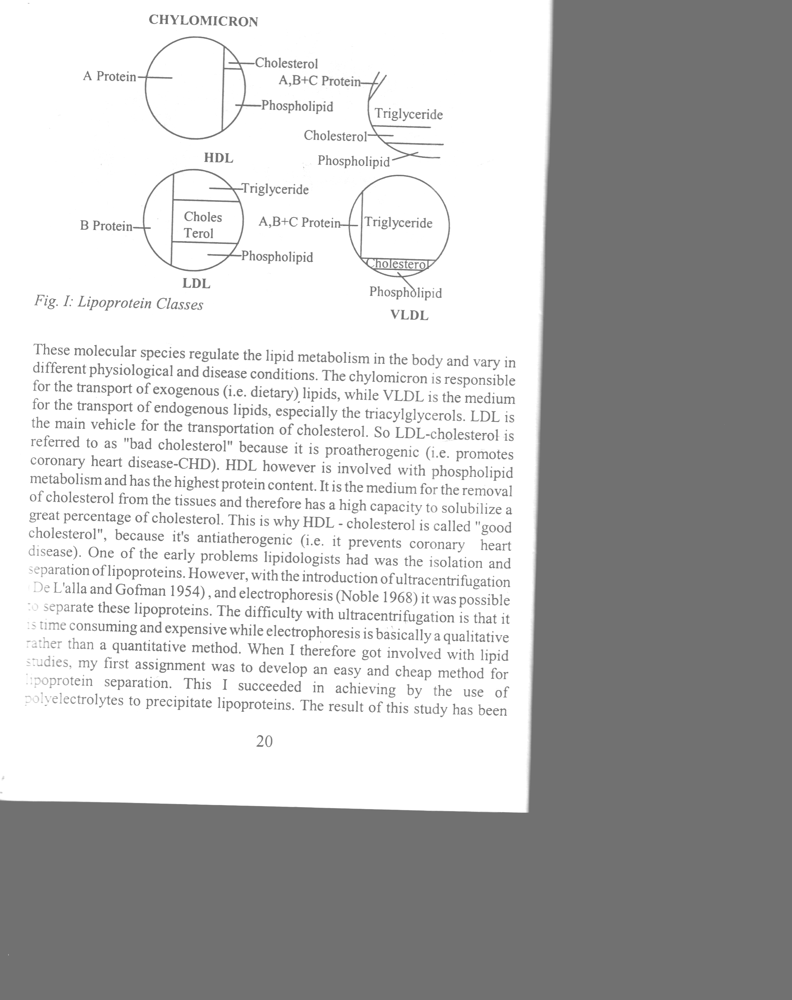 CHYLOMICRON
Cholesterol
A Protein
A,B+C Protein
Phospholipid
Triglyceride
Cholesterol
HDL
Phospholipid
Triglyceride
Choles
Terol
A,B+C Protein
Triglyceride
B Protein
Phospholipid
Cholesterol
LDL
Phospholipid
Fig. I: Lipoprotein Classes
VLDL
These molecular species regulate the lipid metabolism in the body and vary in
different physiological and disease conditions. The chylomicron is responsible
for the transport of exogenous (i.e. dietary) lipids, while VLDL is the medium
for the transport of endogenous lipids, especially the triacylglycerols. LDL is
the main vehicle for the transportation of cholesterol. So LDL-cholesterol is
referred to as "bad cholesterol" because it is proatherogenic (i.e. promotes
coronary heart disease-CHD). HDL however is involved with phospholipid
metabolism and has the highest protein content. It is the medium for the removal
of cholesterol from the tissues and therefore has a high capacity to solubilize a
great percentage of cholesterol. This is why HDL - cholesterol is called "good
cholesterol", because it's antiatherogenic (i.e. it prevents coronary heart
disease). One of the early problems lipidologists had was the isolation and
separation of lipoproteins. However, with the introduction of ultracentrifugation
(De L'alla and Gofman 1954) , and electrophoresis (Noble 1968) it was possible
to separate these lipoproteins. The difficulty with ultracentrifugation is that it
is time consuming and expensive while electrophoresis is basically a qualitative
rather than a quantitative method. When I therefore got involved with lipid
studies, my first assignment was to develop an easy and cheap method for
lipoprotein separation. This I succeeded in achieving by the use of
polyelectrolytes to precipitate lipoproteins. The result of this study has been
20